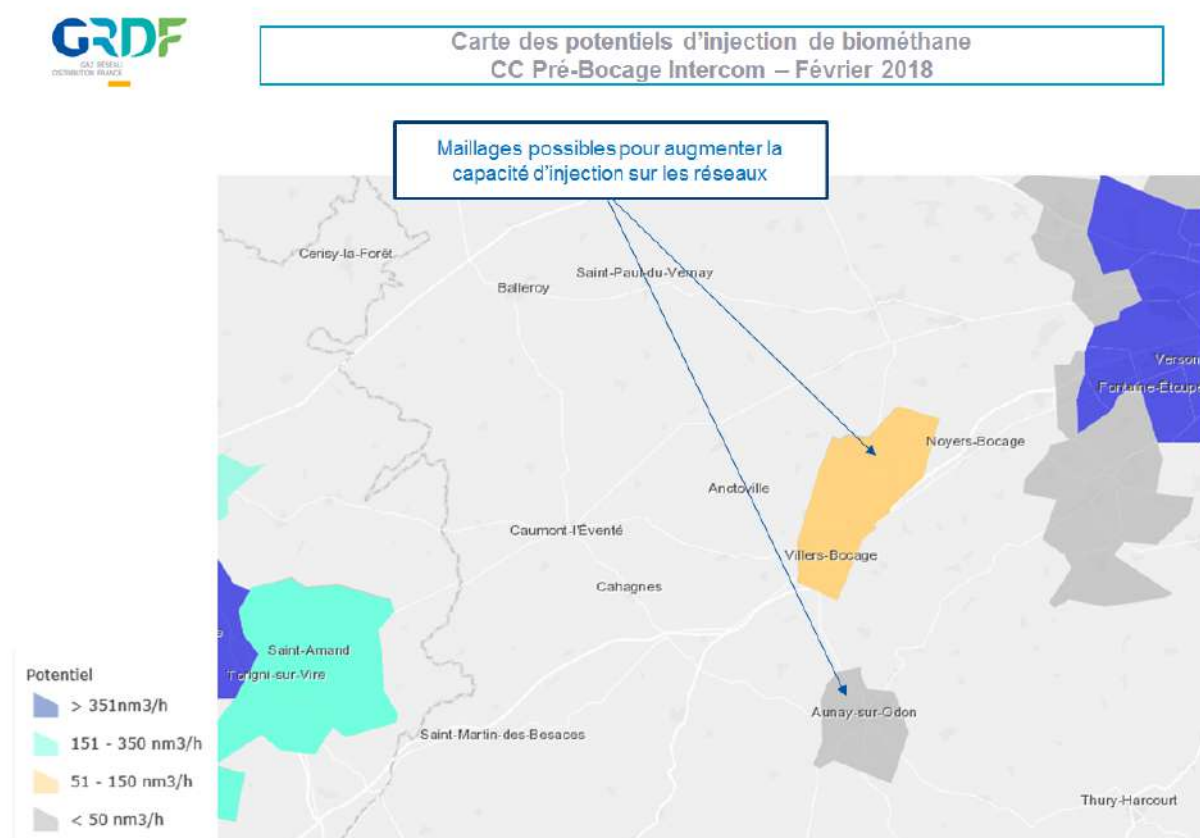 GRDF
GAZ RÉSEAU
DISTRIBUTION FRANCE
Carte des potentiels d’injection de biométhane
CC Pré-Bocage Intercom – Février 2018
Maillages possibles pour augmenter la
capacité d’injection sur les réseaux
Cerisy-la-Forêt
Saint-Paul-du-Vernay
Balleroy
Verson
Fontaine-Étoupe
Noyers-Bocage
Anctoville
Caumont-l'Éventé
Villers-Bocage
Cahagnes
Saint-Amand
Torigni-sur-Vire
Aunay-sur-Odon
Saint-Martin-des-Besaces
Thury-Harcourt
Potentiel
> 351nm3/h
151 - 350 nm3/h
51 - 150 nm3/h
< 50 nm3/h